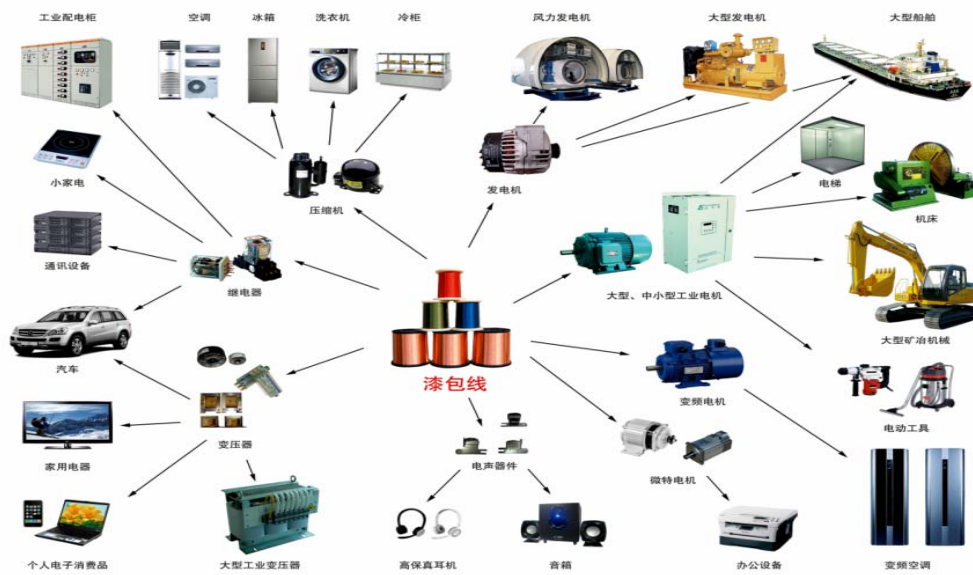 工业配电柜
空调
冰箱
洗衣机
冷柜
风力发电机
大型发电机
大型船舶
小家电
压缩机
发电机
电梯
机床
通讯设备
继电器
大型、中小型工业电机
大型矿冶机械
汽车
漆包线
变频电机
电动工具
家用电器
变压器
电声器件
微特电机
个人电子消费品
大型工业变压器
高保真耳机
音箱
办公设备
变频空调